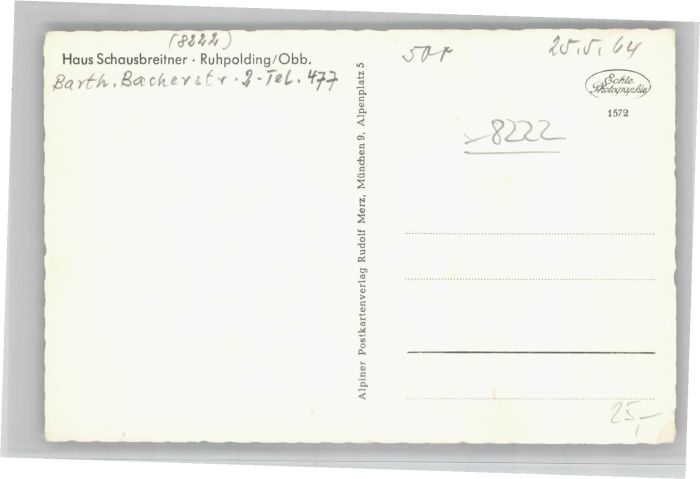 (8222)
Haus Schausbreitner · Ruhpolding/Obb.
Barth. Bacherstr. 2 - Tel. 477
Alpiner Postkartenverlag Rudolf Merz, München 9, Alpenplatz 5
25.5.64
Echte
Photographie
1572
8222
25,-